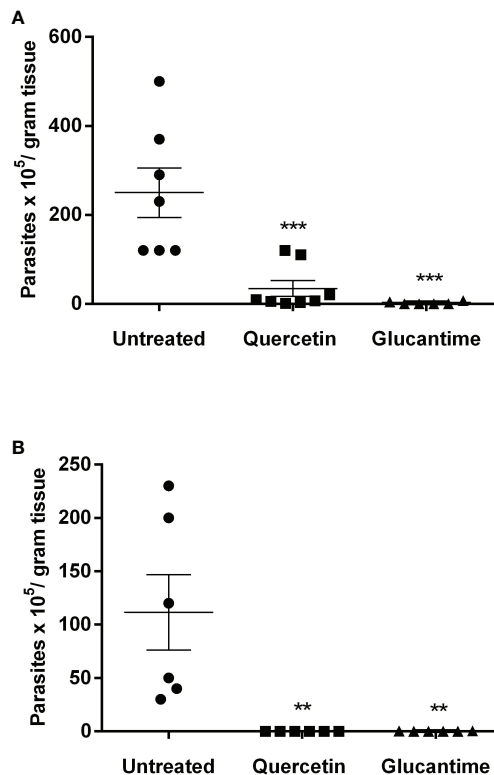 A
Parasites x 10⁵/ gram tissue
600
400
200
0
***
***
Untreated Quercetin Glucantime
B
Parasites x 10⁵/ gram tissue
250
200
150
100
50
0
**
**
Untreated Quercetin Glucantime